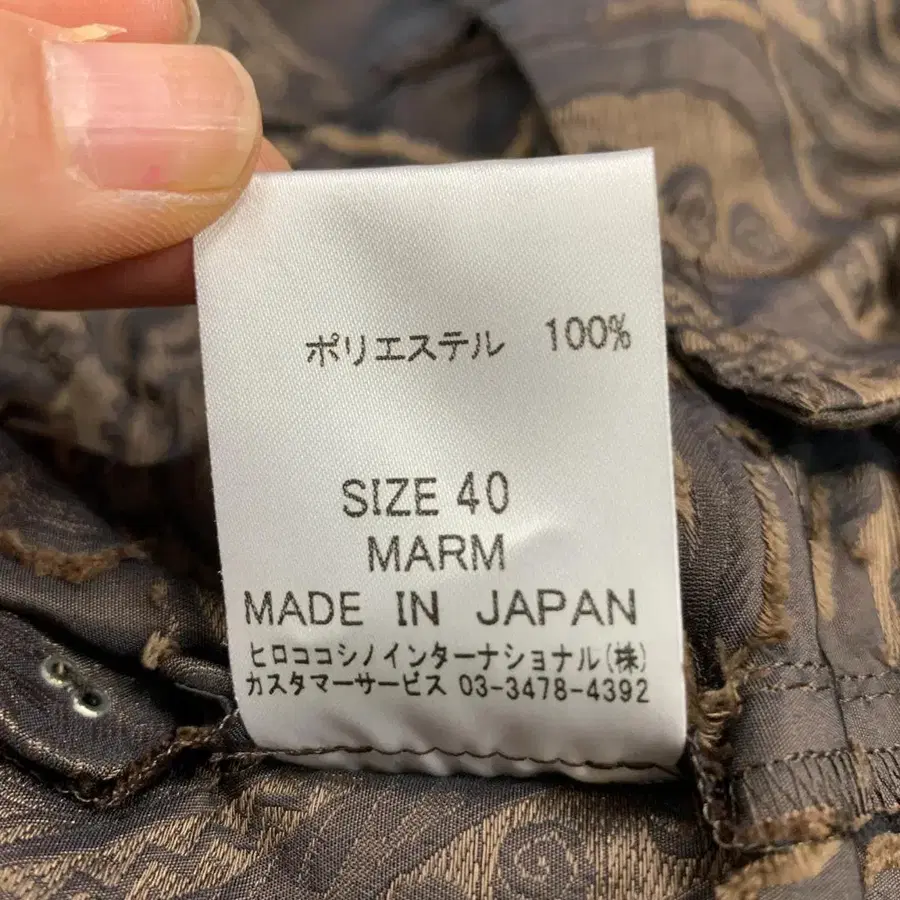 ポリエステル 100%
SIZE 40
MARM
MADE IN JAPAN
ヒロココシノインターナショナル(株)
カスタマーサービス 03-3478-4392